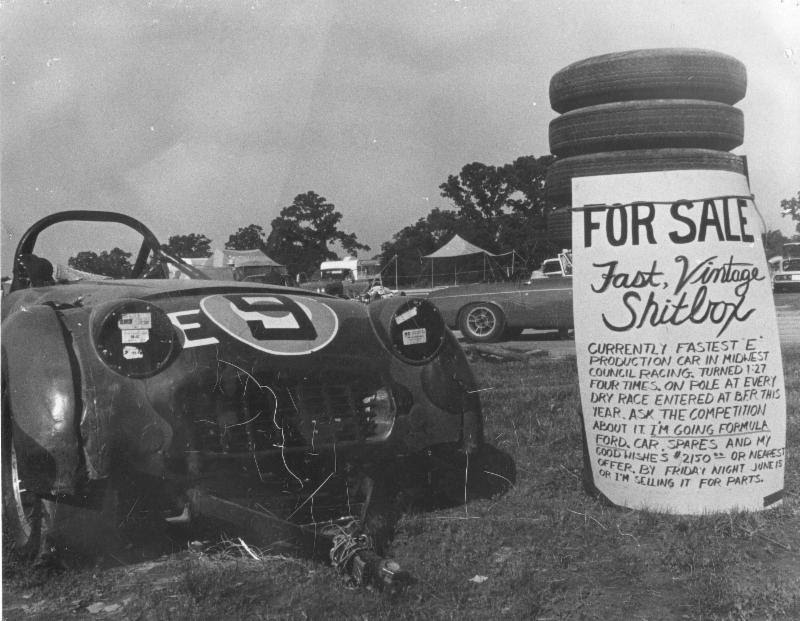 E
9
FOR SALE
Fast, Vintage
Shitbox
CURRENTLY FASTEST "E"
PRODUCTION CAR IN MIDWEST
COUNCIL RACING. TURNED 1:27
FOUR TIMES. ON POLE AT EVERY
DRY RACE ENTERED AT BFR THIS
YEAR. ASK THE COMPETITION
ABOUT IT. I'M GOING FORMULA
FORD. CAR, SPARES AND MY
GOOD WISHES $2150 00 OR NEAREST
OFFER. BY FRIDAY NIGHT JUNE 15
OR I'M SELLING IT FOR PARTS.